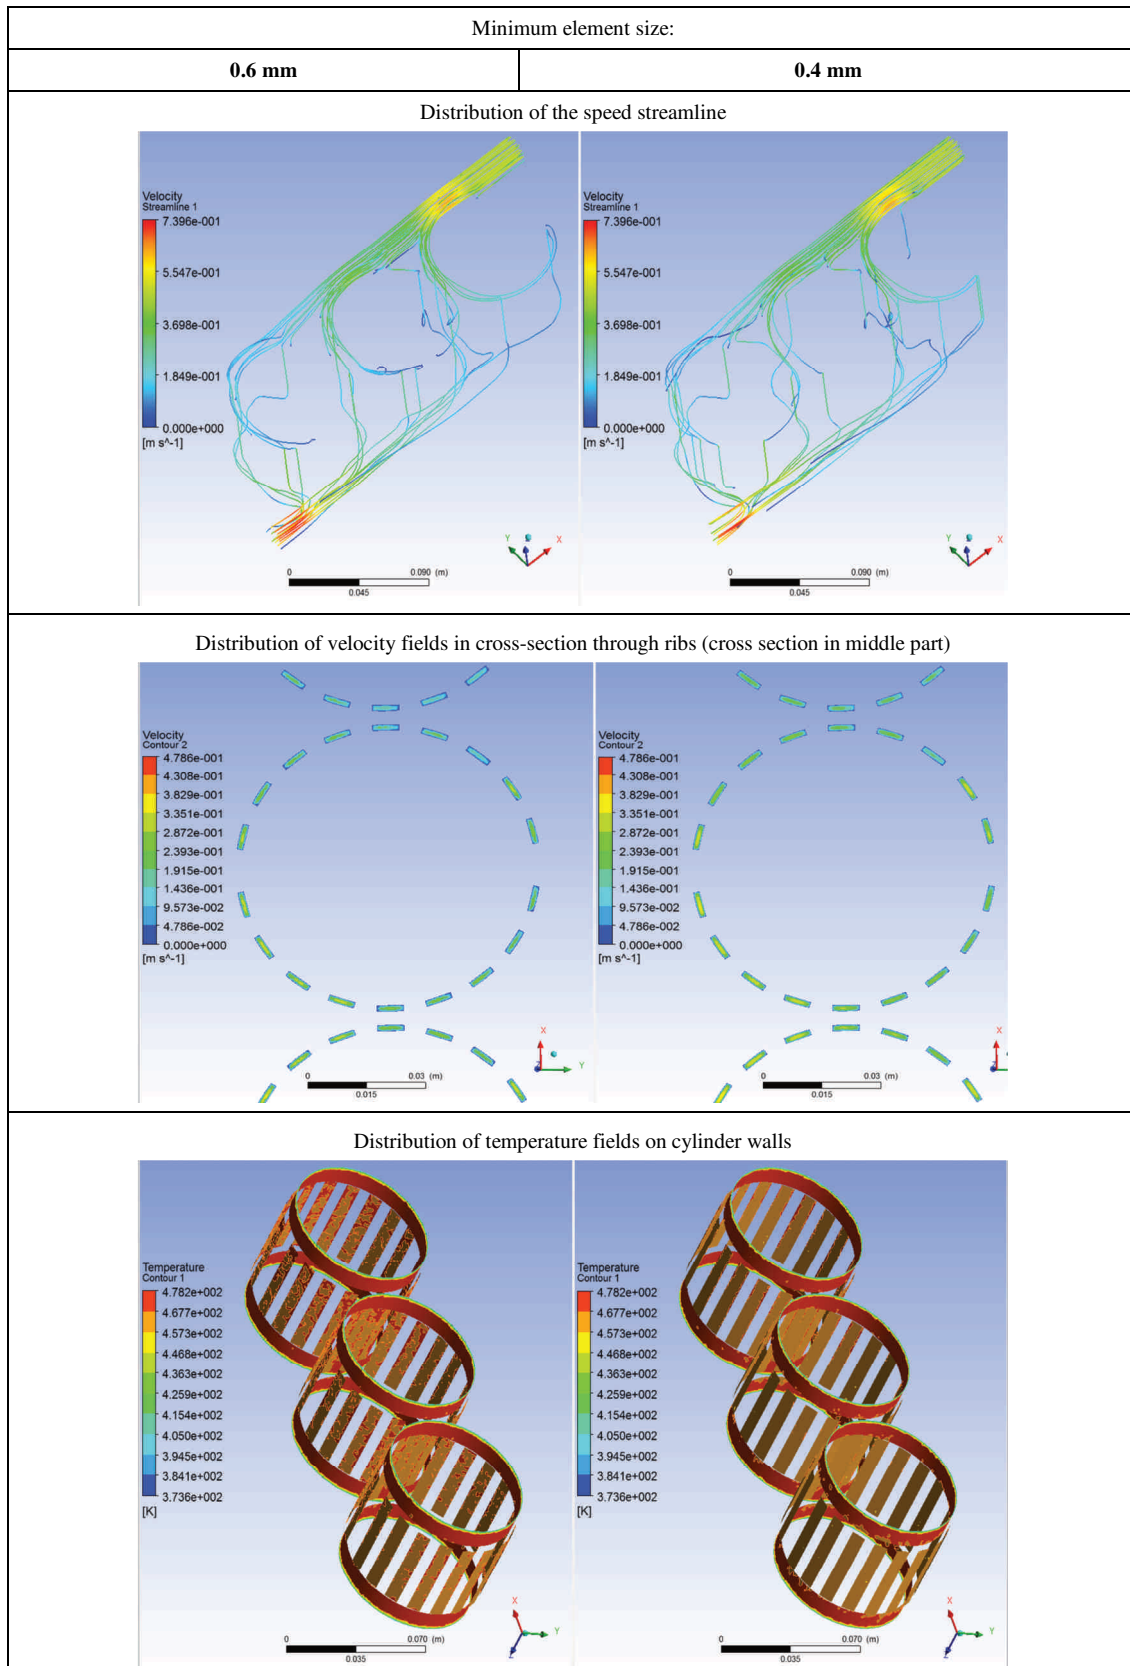 Minimum element size:
0.6 mm 0.4 mm
Distribution of the speed streamline
Velocity
Streamline 1
7.396e-001
5.547e-001
3.698e-001
1.849e-001
0.000e+000
[m s^-1]
Y X
0 0.090 (m)
0.045
Velocity
Streamline 1
7.396e-001
5.547e-001
3.698e-001
1.849e-001
0.000e+000
[m s^-1]
Y X
0 0.090 (m)
0.045
Distribution of velocity fields in cross-section through ribs (cross section in middle part)
Velocity
Contour 2
4.786e-001
4.308e-001
3.829e-001
3.351e-001
2.872e-001
2.393e-001
1.915e-001
1.436e-001
9.573e-002
4.786e-002
0.000e+000
[m s^-1]
X
Z Y
0 0.03 (m)
0.015
Velocity
Contour 2
4.786e-001
4.308e-001
3.829e-001
3.351e-001
2.872e-001
2.393e-001
1.915e-001
1.436e-001
9.573e-002
4.786e-002
0.000e+000
[m s^-1]
X
0 0.03 (m)
0.015
Distribution of temperature fields on cylinder walls
Temperature
Contour 1
4.782e+002
4.677e+002
4.573e+002
4.468e+002
4.363e+002
4.259e+002
4.154e+002
4.050e+002
3.945e+002
3.841e+002
3.736e+002
[K]
X
Y
Z
0 0.070 (m)
0.035
Temperature
Contour 1
4.782e+002
4.677e+002
4.573e+002
4.468e+002
4.363e+002
4.259e+002
4.154e+002
4.050e+002
3.945e+002
3.841e+002
3.736e+002
[K]
X
Y
Z
0 0.070 (m)
0.035